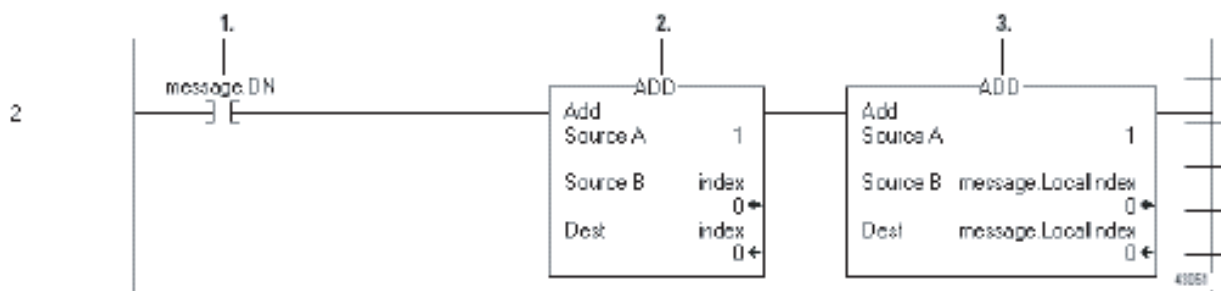 1. 2. 3.
message.DN
ADD ADD
2
Add Add
Source A 1 Source A 1
Source B index Source B message.LocalIndex
0 0
Dest index Dest message.LocalIndex
0 0
43051